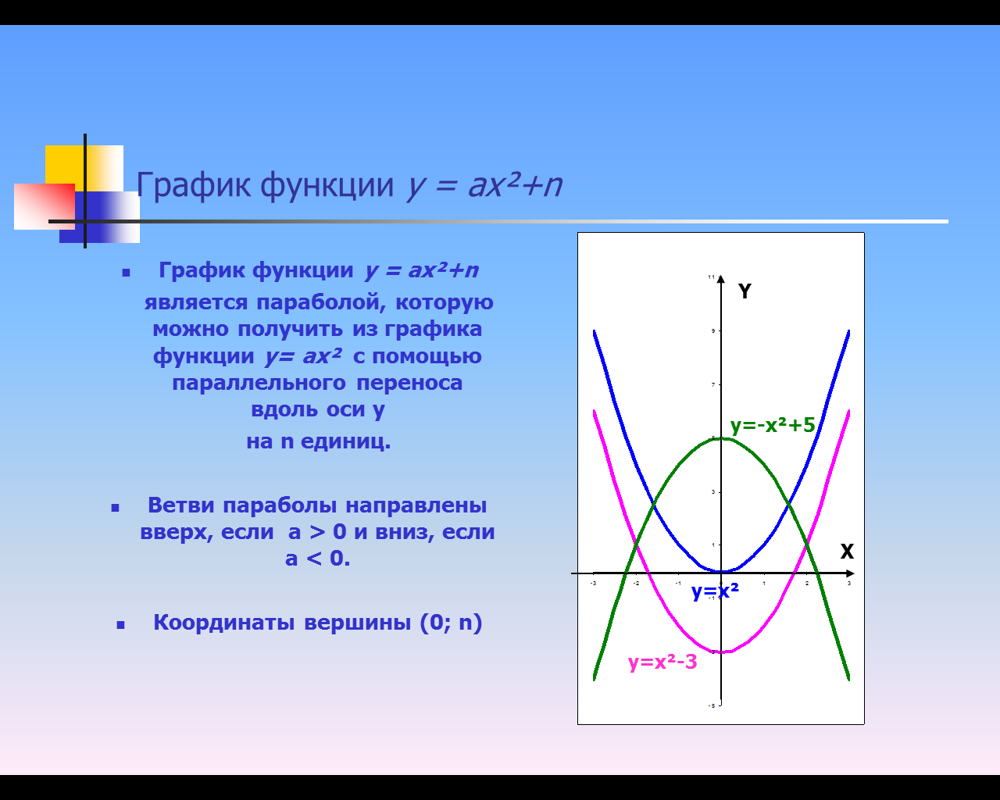 График функции y = ax²+n
График функции y = ax²+n
является параболой, которую
можно получить из графика
функции y= ax² с помощью
параллельного переноса
вдоль оси y
на n единиц.
Ветви параболы направлены
вверх, если a > 0 и вниз, если
a < 0.
Координаты вершины (0; n)
11
Y
9
7
y=-x²+5
3
1
X
-3 -2 -1 1 2 3
y=x²
-1
y=x²-3
-5